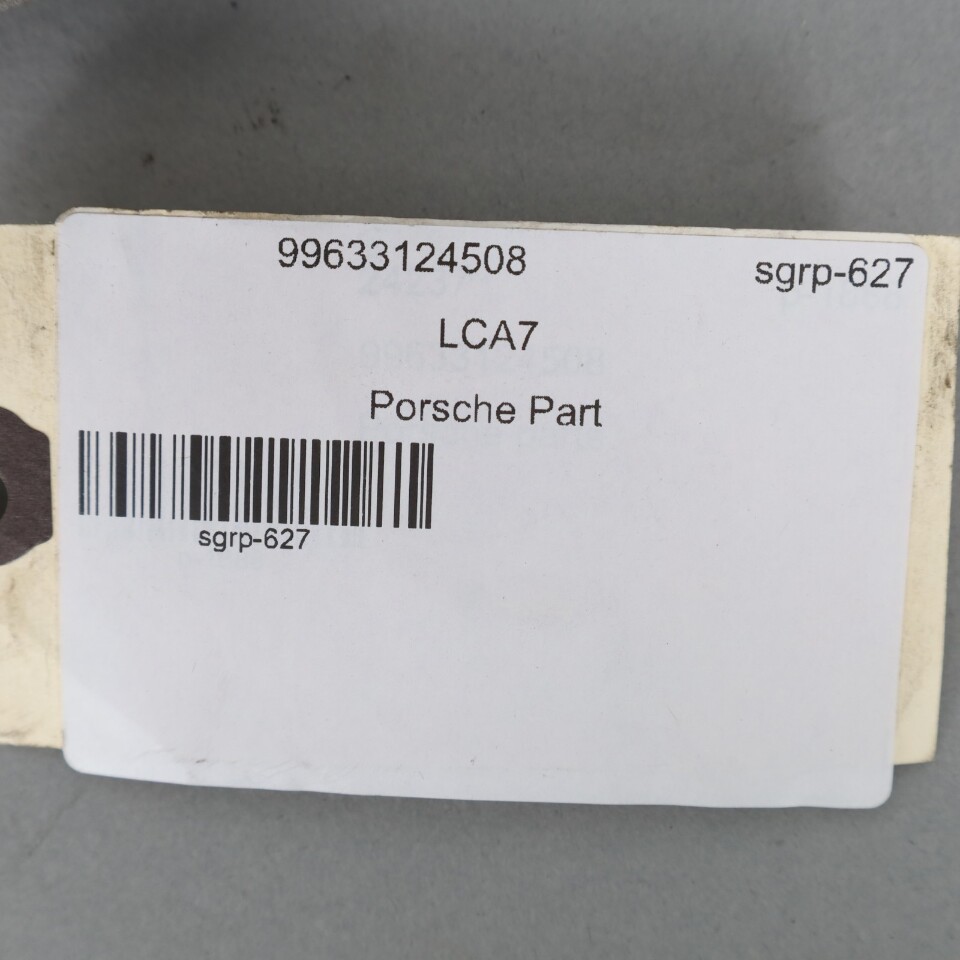 99633124508
sgrp-627
LCA7
Porsche Part
sgrp-627